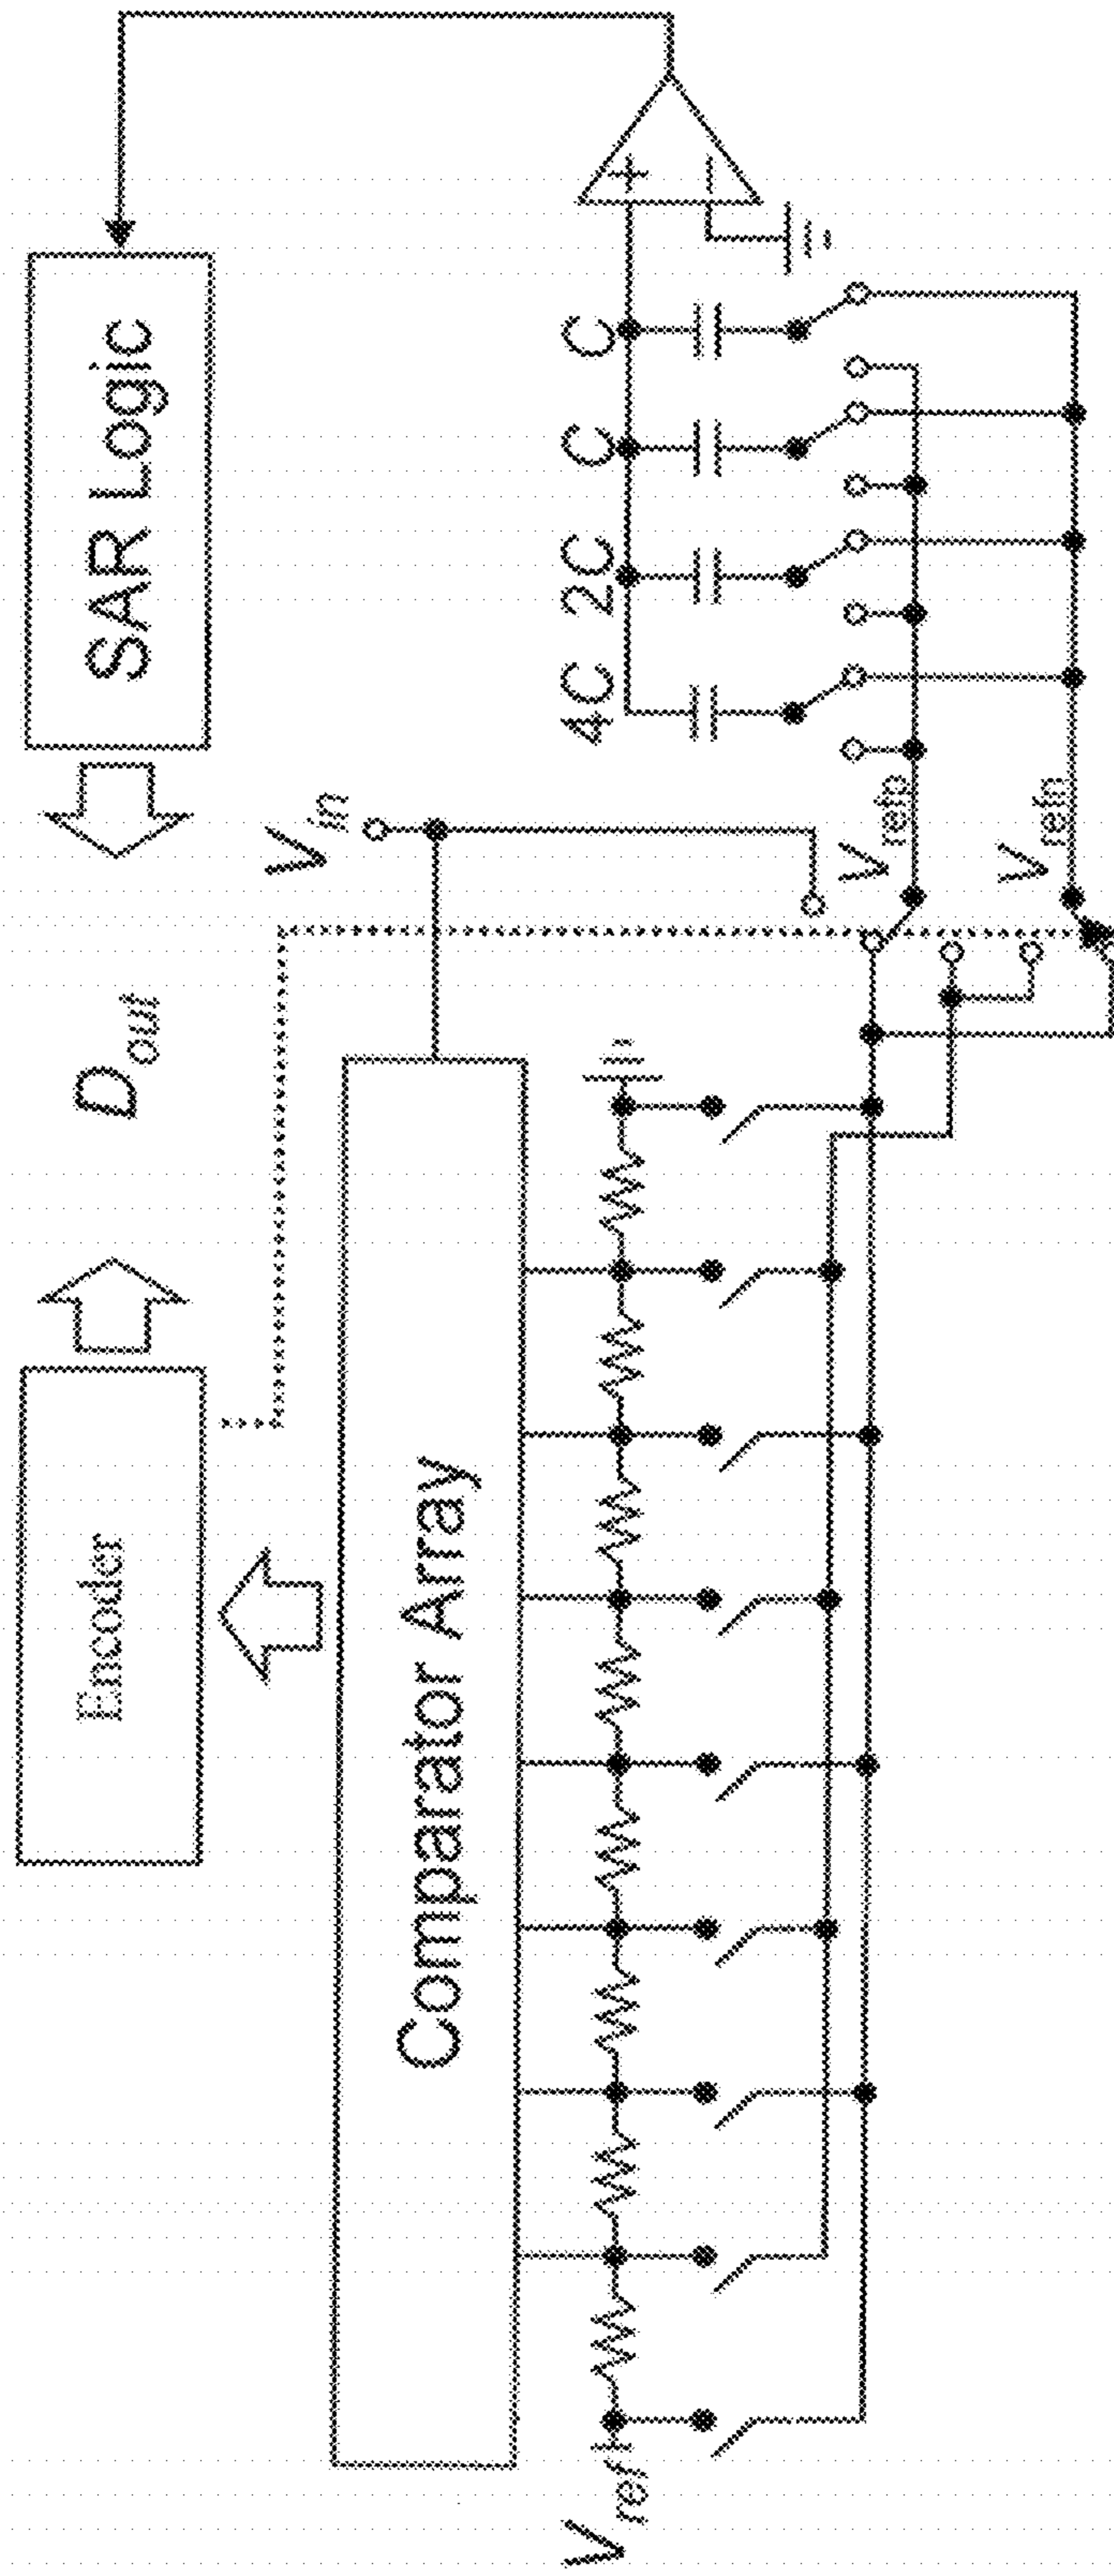 Encoder
D_out
SAR Logic
Comparator Array
V_in
V_ref
4C
2C
C
C
+
−
V_refp
V_refn